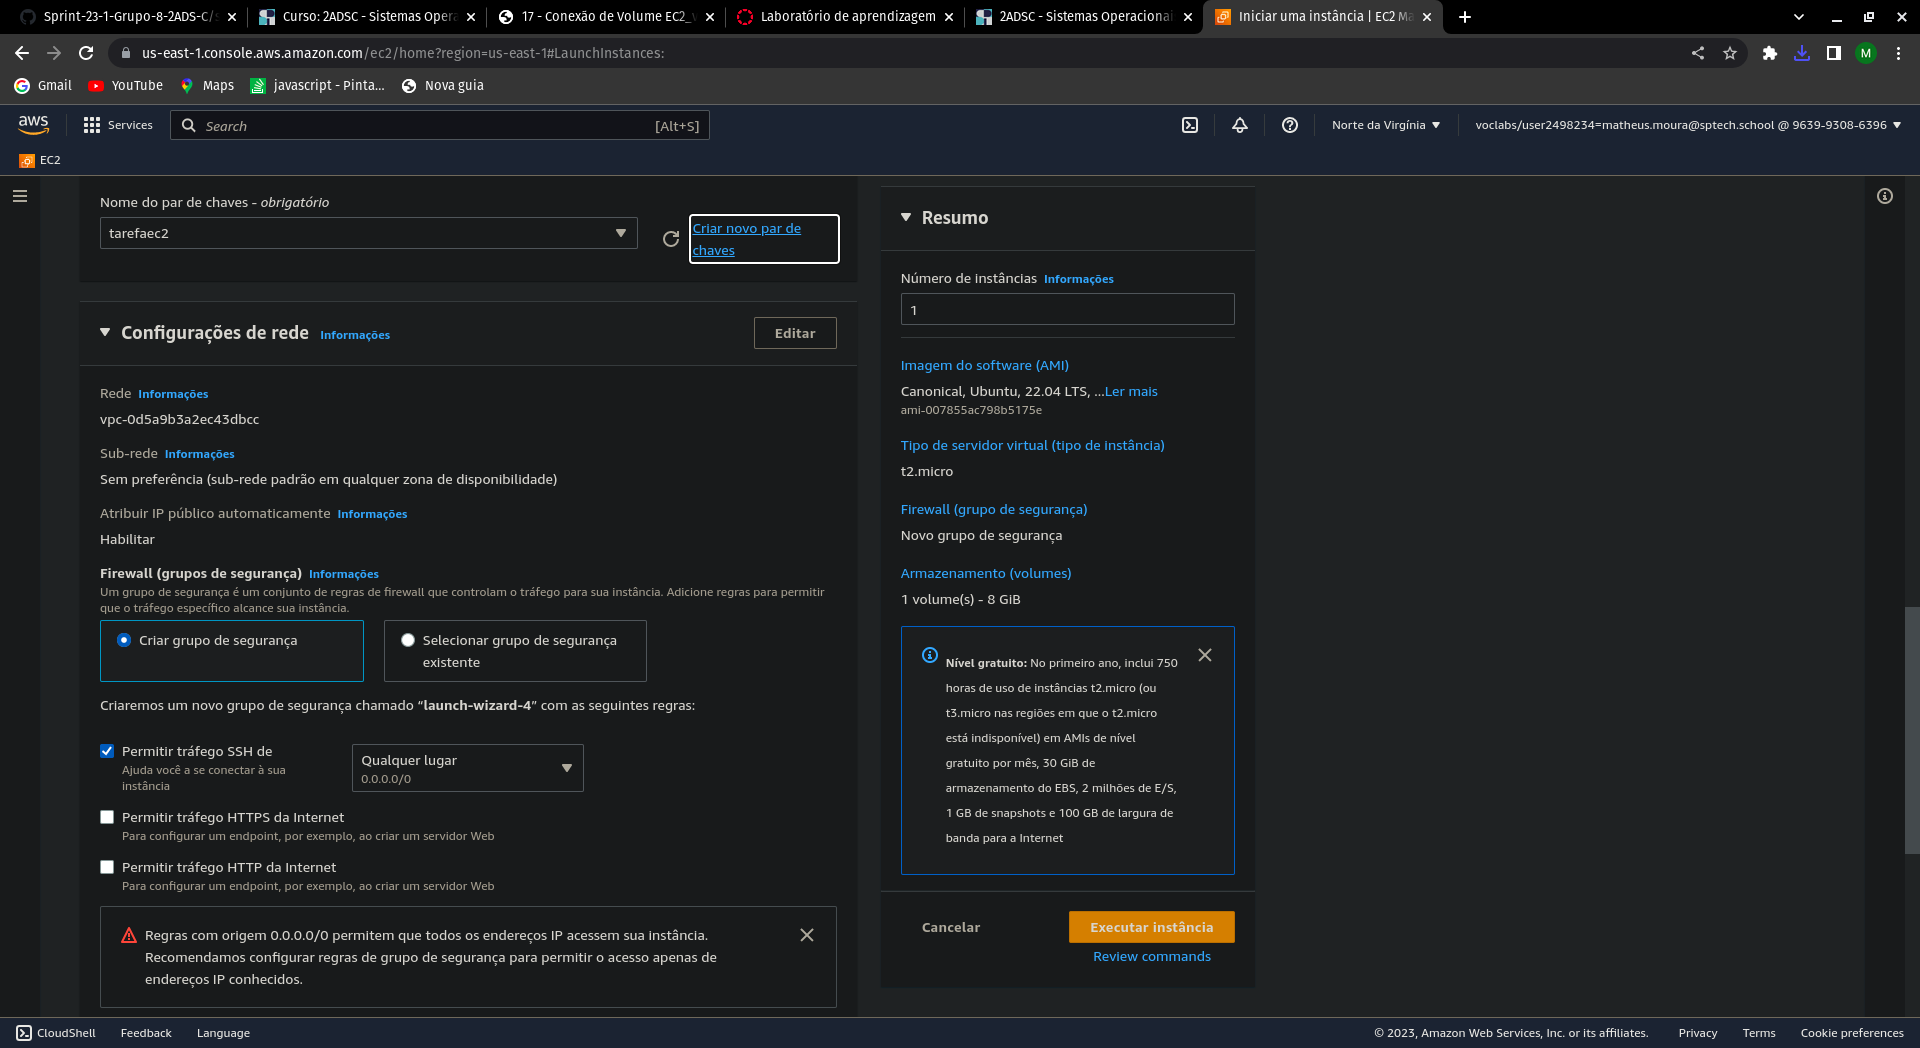 Sprint-23-1-Grupo-8-2ADS-C/
Curso: 2ADSC - Sistemas Opera
17 - Conexão de Volume EC2_
Laboratório de aprendizagem
2ADSC - Sistemas Operacionai
Iniciar uma instância | EC2 Ma
us-east-1.console.aws.amazon.com/ec2/home?region=us-east-1#LaunchInstances:
M
Gmail
YouTube
Maps
javascript - Pinta...
Nova guia
aws
Services
Search
[Alt+S]
Norte da Virgínia
voclabs/user2498234=matheus.moura@sptech.school @ 9639-9308-6396
EC2
Nome do par de chaves - obrigatório
tarefaec2
Criar novo par de
chaves
Configurações de rede Informações
Editar
Rede Informações
vpc-0d5a9b3a2ec43dbcc
Sub-rede Informações
Sem preferência (sub-rede padrão em qualquer zona de disponibilidade)
Atribuir IP público automaticamente Informações
Habilitar
Firewall (grupos de segurança) Informações
Um grupo de segurança é um conjunto de regras de firewall que controlam o tráfego para sua instância. Adicione regras para permitir
que o tráfego específico alcance sua instância.
Criar grupo de segurança
Selecionar grupo de segurança
existente
Criaremos um novo grupo de segurança chamado “launch-wizard-4” com as seguintes regras:
Permitir tráfego SSH de
Ajuda você a se conectar à sua
instância
Qualquer lugar
0.0.0.0/0
Permitir tráfego HTTPS da Internet
Para configurar um endpoint, por exemplo, ao criar um servidor Web
Permitir tráfego HTTP da Internet
Para configurar um endpoint, por exemplo, ao criar um servidor Web
Regras com origem 0.0.0.0/0 permitem que todos os endereços IP acessem sua instância.
Recomendamos configurar regras de grupo de segurança para permitir o acesso apenas de
endereços IP conhecidos.
Resumo
Número de instâncias Informações
1
Imagem do software (AMI)
Canonical, Ubuntu, 22.04 LTS, ...Ler mais
ami-007855ac798b5175e
Tipo de servidor virtual (tipo de instância)
t2.micro
Firewall (grupo de segurança)
Novo grupo de segurança
Armazenamento (volumes)
1 volume(s) - 8 GiB
Nível gratuito: No primeiro ano, inclui 750
horas de uso de instâncias t2.micro (ou
t3.micro nas regiões em que o t2.micro
está indisponível) em AMIs de nível
gratuito por mês, 30 GiB de
armazenamento do EBS, 2 milhões de E/S,
1 GB de snapshots e 100 GB de largura de
banda para a Internet
Cancelar
Executar instância
Review commands
CloudShell
Feedback
Language
© 2023, Amazon Web Services, Inc. or its affiliates.
Privacy
Terms
Cookie preferences